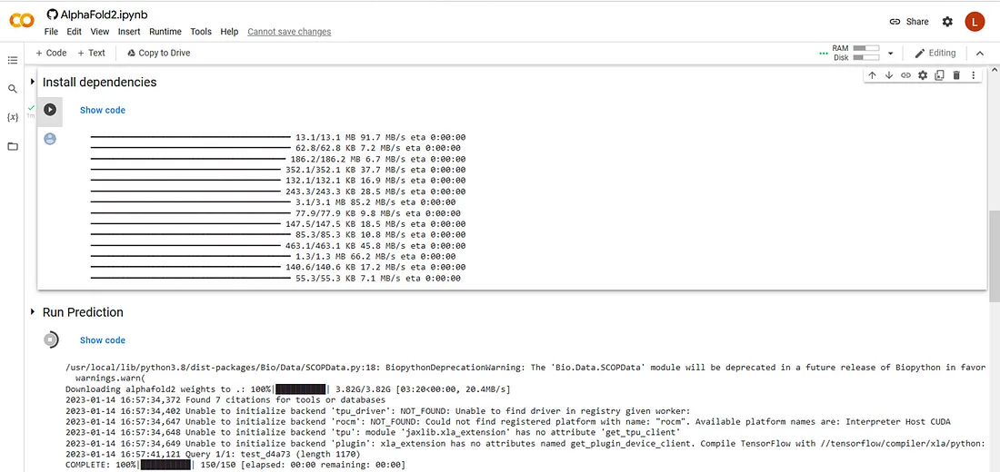 AlphaFold2.ipynb
Share
L
File Edit View Insert Runtime Tools Help Cannot save changes
+ Code + Text Copy to Drive
RAM
Disk
Editing
Install dependencies
{x}
1m
Show code
13.1/13.1 MB 91.7 MB/s eta 0:00:00
62.8/62.8 KB 7.2 MB/s eta 0:00:00
186.2/186.2 MB 6.7 MB/s eta 0:00:00
352.1/352.1 KB 37.7 MB/s eta 0:00:00
132.1/132.1 KB 16.9 MB/s eta 0:00:00
243.3/243.3 KB 28.5 MB/s eta 0:00:00
3.1/3.1 MB 85.2 MB/s eta 0:00:00
77.9/77.9 KB 9.8 MB/s eta 0:00:00
147.5/147.5 KB 18.5 MB/s eta 0:00:00
85.3/85.3 KB 10.8 MB/s eta 0:00:00
463.1/463.1 KB 45.8 MB/s eta 0:00:00
1.3/1.3 MB 66.2 MB/s eta 0:00:00
140.6/140.6 KB 17.2 MB/s eta 0:00:00
55.3/55.3 KB 7.1 MB/s eta 0:00:00
Run Prediction
Show code
/usr/local/lib/python3.8/dist-packages/Bio/Data/SCOPData.py:18: BiopythonDeprecationWarning: The 'Bio.Data.SCOPData' module will be deprecated in a future release of Biopython in favor
warnings.warn(
Downloading alphafold2 weights to .: 100%|██████████| 3.82G/3.82G [03:20<00:00, 20.4MB/s]
2023-01-14 16:57:34,372 Found 7 citations for tools or databases
2023-01-14 16:57:34,402 Unable to initialize backend 'tpu_driver': NOT_FOUND: Unable to find driver in registry given worker:
2023-01-14 16:57:34,647 Unable to initialize backend 'rocm': NOT_FOUND: Could not find registered platform with name: "rocm". Available platform names are: Interpreter Host CUDA
2023-01-14 16:57:34,648 Unable to initialize backend 'tpu': module 'jaxlib.xla_extension' has no attribute 'get_tpu_client'
2023-01-14 16:57:34,649 Unable to initialize backend 'plugin': xla_extension has no attributes named get_plugin_device_client. Compile TensorFlow with //tensorflow/compiler/xla/python:
2023-01-14 16:57:41,121 Query 1/1: test_d4a73 (length 1170)
COMPLETE: 100%|██████████| 150/150 [elapsed: 00:00 remaining: 00:00]